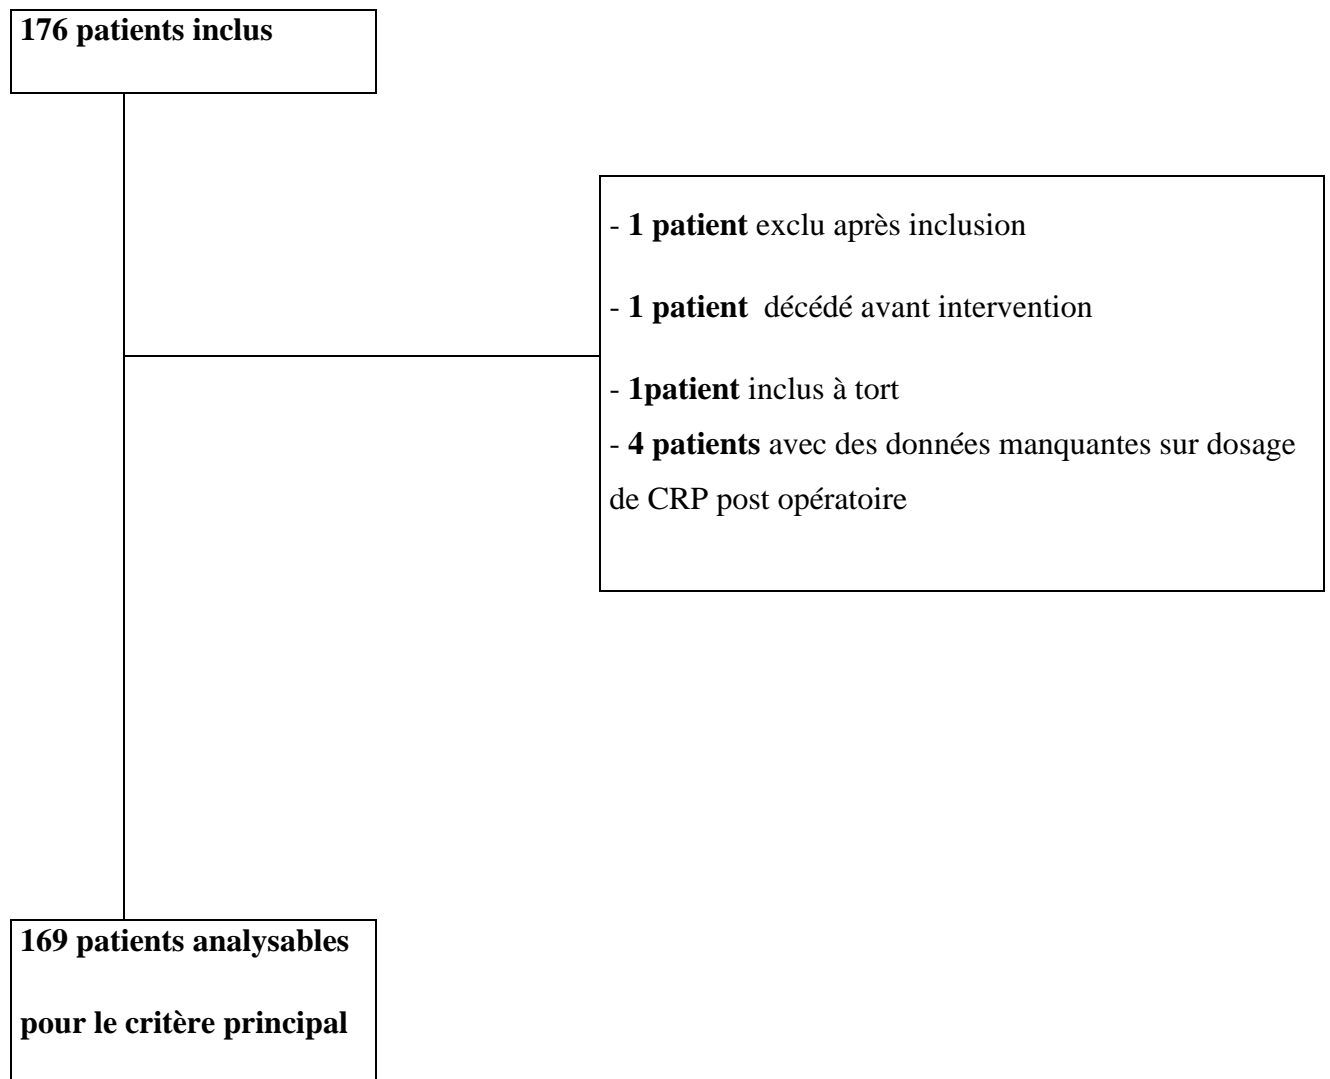 176 patients inclus
- 1 patient exclu après inclusion
- 1 patient  décédé avant intervention
- 1patient inclus à tort
- 4 patients avec des données manquantes sur dosage
de CRP post opératoire
169 patients analysables
pour le critère principal